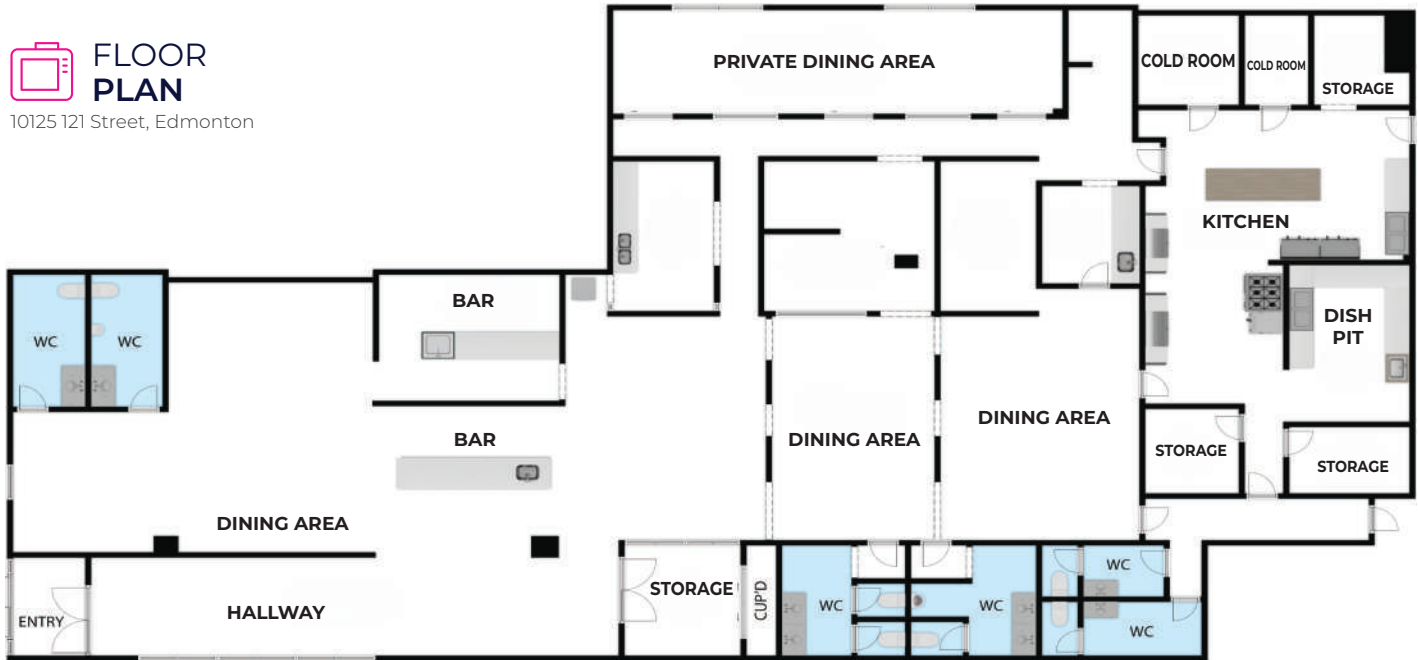 FLOOR
PLAN
10125 121 Street, Edmonton
PRIVATE DINING AREA
COLD ROOM
COLD ROOM
STORAGE
KITCHEN
BAR
WC
WC
DISH
PIT
BAR
DINING AREA
DINING AREA
STORAGE
STORAGE
DINING AREA
ENTRY
HALLWAY
STORAGE
CUP'D
WC
WC
WC
WC